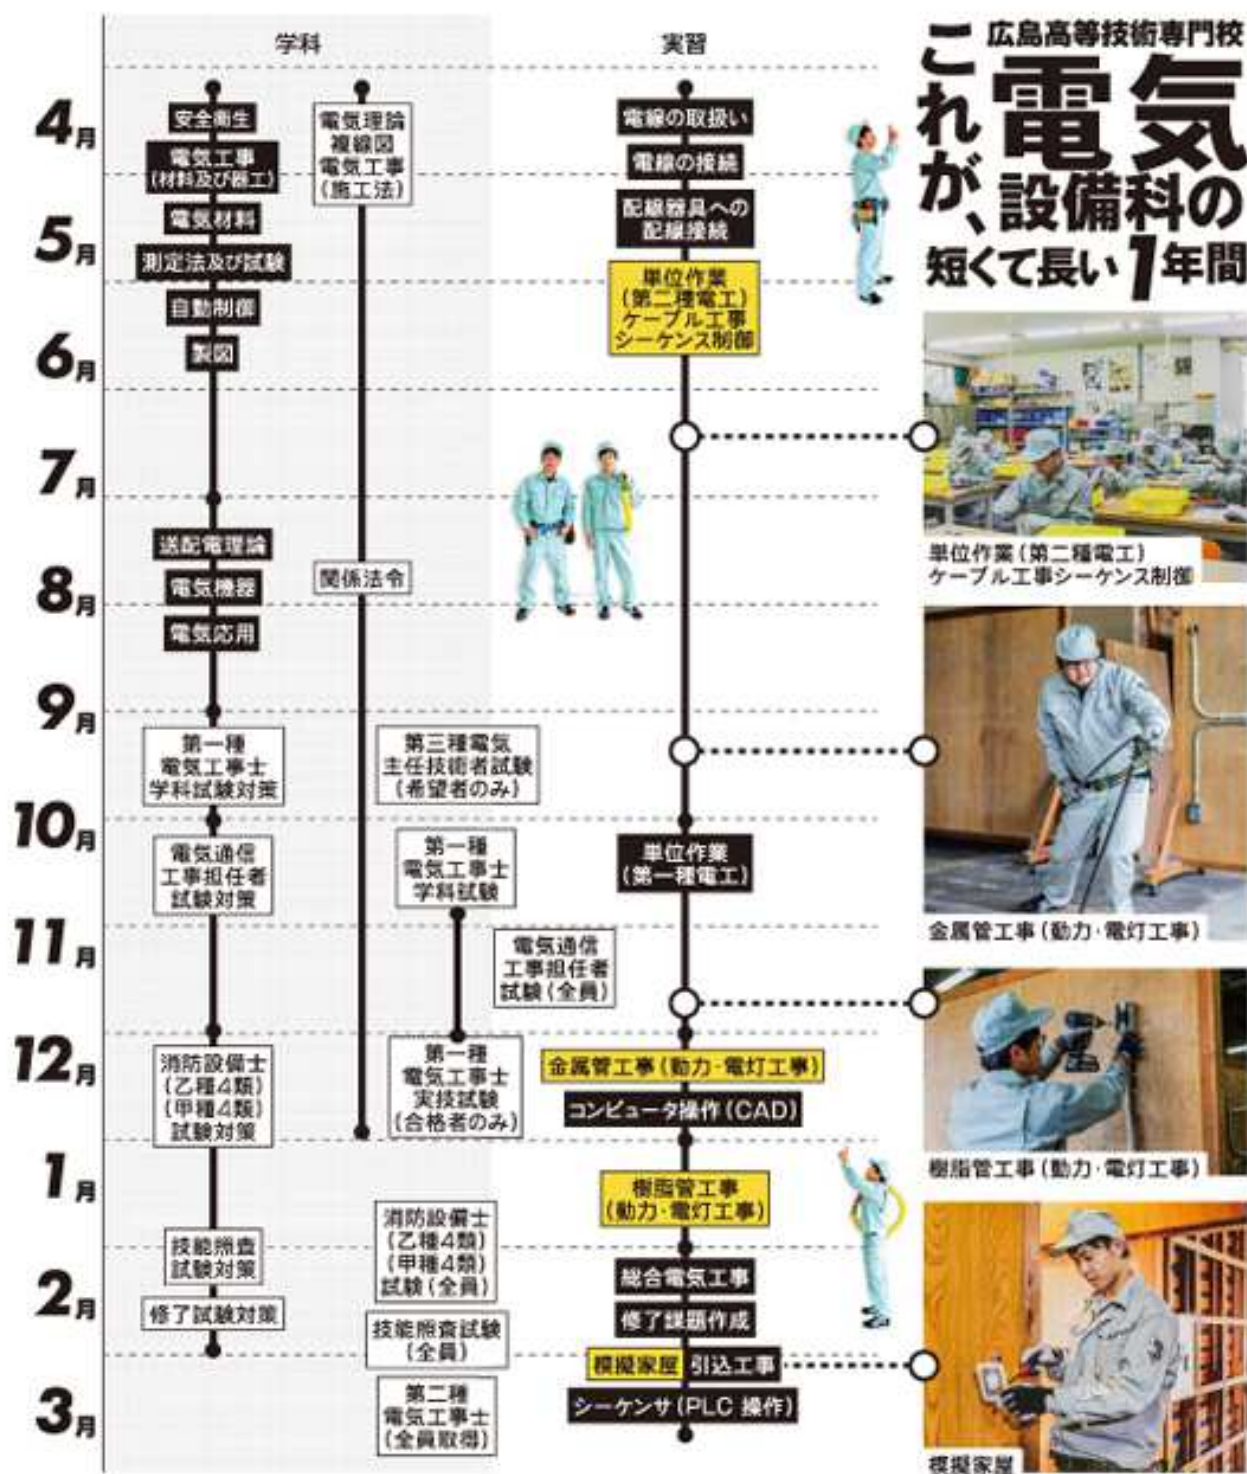 広島高等技術専門校
これが、
電気
設備科の
短くて長い1年間
学科
実習
4月
5月
6月
7月
8月
9月
10月
11月
12月
1月
2月
3月
安全衛生
電気工事
(材料及び器工)
電気材料
測定法及び試験
自動制御
製図
送配電理論
電気機器
電気応用
第一種
電気工事士
学科試験対策
電気通信
工事担任者
試験対策
消防設備士
(乙種4類)
(甲種4類)
試験対策
技能照査
試験対策
修了試験対策
電気理論
複線図
電気工事
(施工法)
関係法令
第三種電気
主任技術者試験
(希望者のみ)
第一種
電気工事士
学科試験
電気通信
工事担任者
試験(全員)
第一種
電気工事士
実技試験
(合格者のみ)
消防設備士
(乙種4類)
(甲種4類)
試験(全員)
技能照査試験
(全員)
第二種
電気工事士
(全員取得)
電線の取扱い
電線の接続
配線器具への
配線接続
単位作業
(第二種電工)
ケーブル工事
シーケンス制御
単位作業
(第一種電工)
金属管工事(動力・電灯工事)
コンピュータ操作(CAD)
樹脂管工事
(動力・電灯工事)
総合電気工事
修了課題作成
模擬家屋 引込工事
シーケンサ(PLC 操作)
単位作業(第二種電工)
ケーブル工事シーケンス制御
金属管工事(動力・電灯工事)
樹脂管工事(動力・電灯工事)
模擬家屋